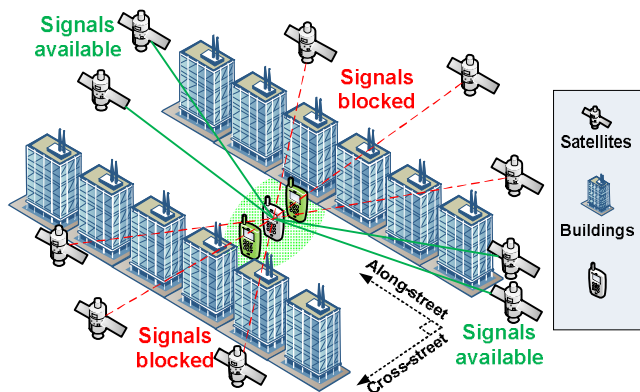 Signals
available
Signals
blocked
Satellites
Buildings
Along-street
Cross-street
Signals
blocked
Signals
available